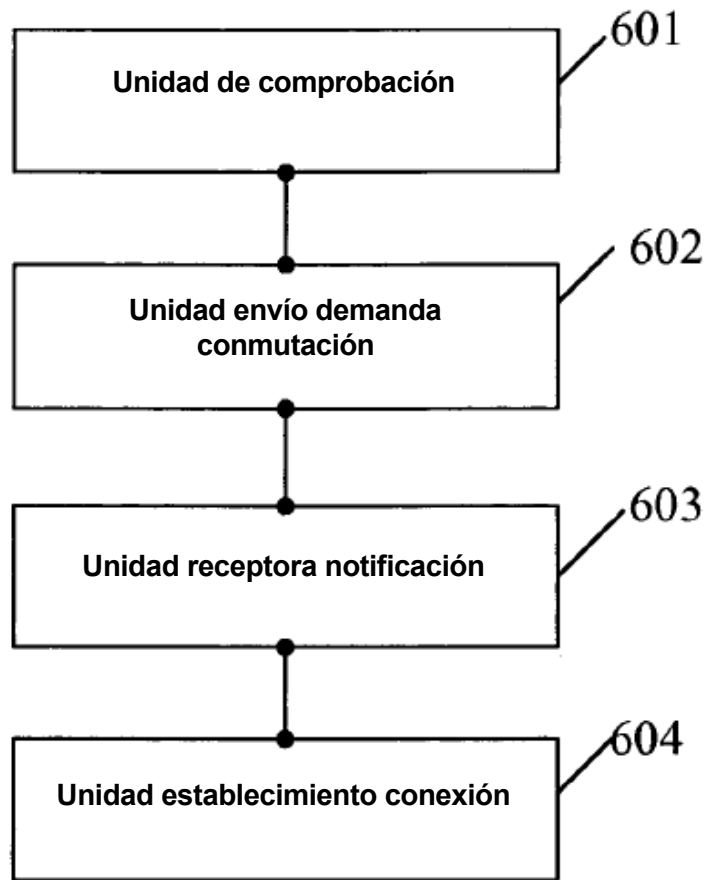 601
Unidad de comprobación
602
Unidad envío demanda
conmutación
603
Unidad receptora notificación
604
Unidad establecimiento conexión